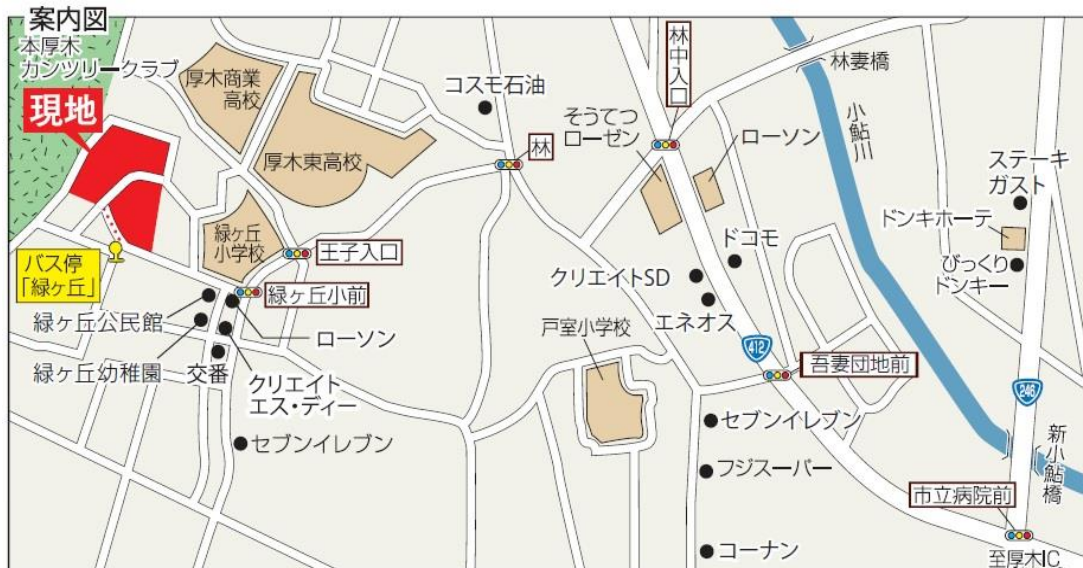 案内図
本厚木
カンツリークラブ
現地
厚木商業
高校
厚木東高校
緑ヶ丘
小学校
バス停
「緑ヶ丘」
王子入口
緑ヶ丘小前
緑ヶ丘公民館
緑ヶ丘幼稚園
交番
ローソン
クリエイト
エス・ディー
セブンイレブン
コスモ石油
林
そうてつ
ローゼン
林中入口
ローソン
林妻橋
小鮎川
ステーキ
ガスト
ドンキホーテ
びっくり
ドンキー
ドコモ
クリエイトSD
エネオス
戸室小学校
412
吾妻団地前
246
新小鮎橋
セブンイレブン
フジスーパー
市立病院前
コーナン
至厚木IC